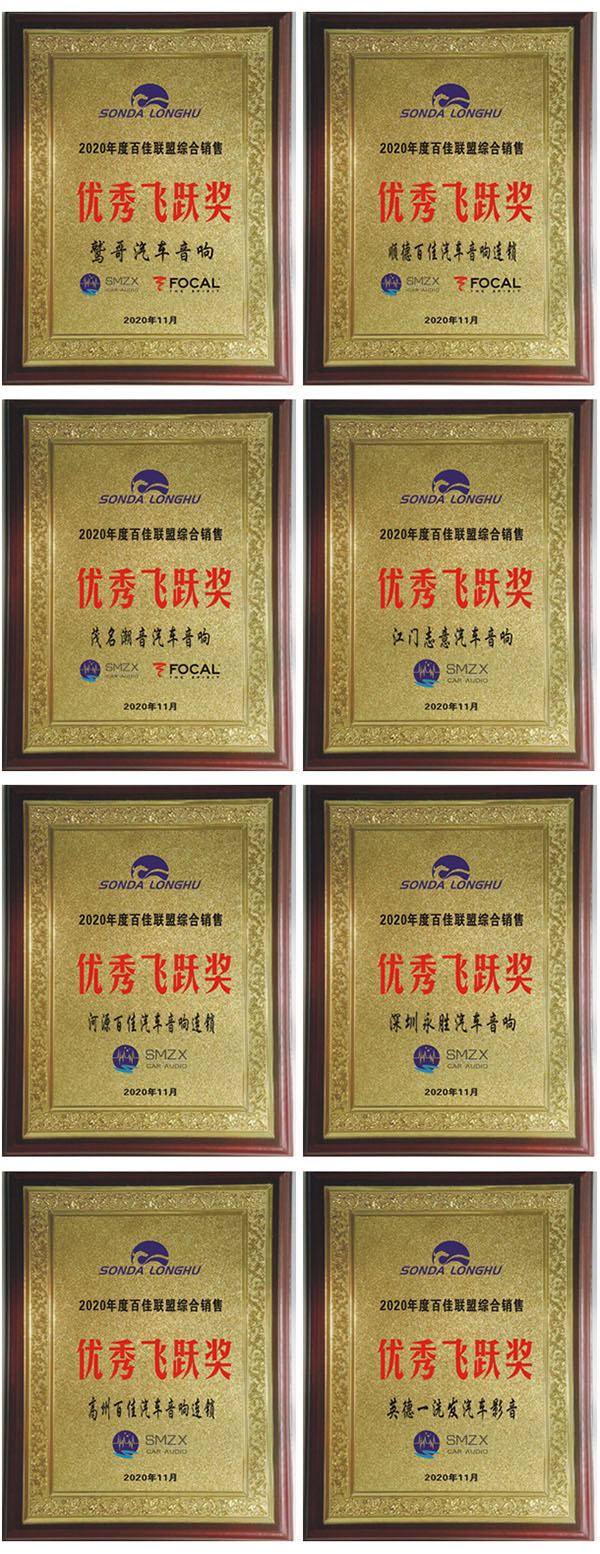 SONDA LONGHU
2020年度百佳联盟综合销售
优秀飞跃奖
鹫哥汽车音响
SMZX
CAR AUDIO
FOCAL
THE SPIRIT
2020年11月
SONDA LONGHU
2020年度百佳联盟综合销售
优秀飞跃奖
顺德百佳汽车音响连锁
SMZX
CAR AUDIO
FOCAL
THE SPIRIT
2020年11月
SONDA LONGHU
2020年度百佳联盟综合销售
优秀飞跃奖
茂名潮音汽车音响
SMZX
CAR AUDIO
FOCAL
THE SPIRIT
2020年11月
SONDA LONGHU
2020年度百佳联盟综合销售
优秀飞跃奖
江门志意汽车音响
SMZX
CAR AUDIO
2020年11月
SONDA LONGHU
2020年度百佳联盟综合销售
优秀飞跃奖
河源百佳汽车音响连锁
SMZX
CAR AUDIO
2020年11月
SONDA LONGHU
2020年度百佳联盟综合销售
优秀飞跃奖
深圳永胜汽车音响
SMZX
CAR AUDIO
2020年11月
SONDA LONGHU
2020年度百佳联盟综合销售
优秀飞跃奖
高州百佳汽车音响连锁
SMZX
CAR AUDIO
2020年11月
SONDA LONGHU
2020年度百佳联盟综合销售
优秀飞跃奖
英德一洗发汽车影音
SMZX
CAR AUDIO
2020年11月